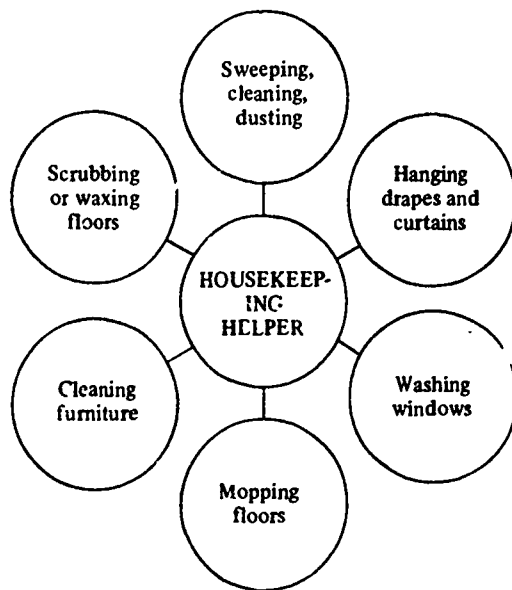 Sweeping,
cleaning,
dusting
Scrubbing
or waxing
floors
Hanging
drapes and
curtains
HOUSEKEEP-
ING
HELPER
Cleaning
furniture
Washing
windows
Mopping
floors